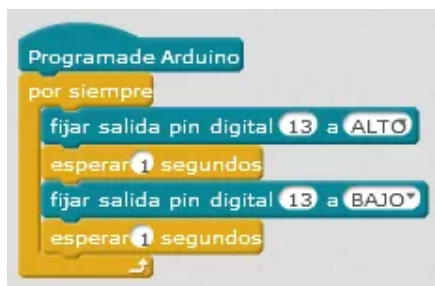 Programade Arduino
por siempre
fijar salida pin digital 13 a ALTO
esperar 1 segundos
fijar salida pin digital 13 a BAJO
esperar 1 segundos